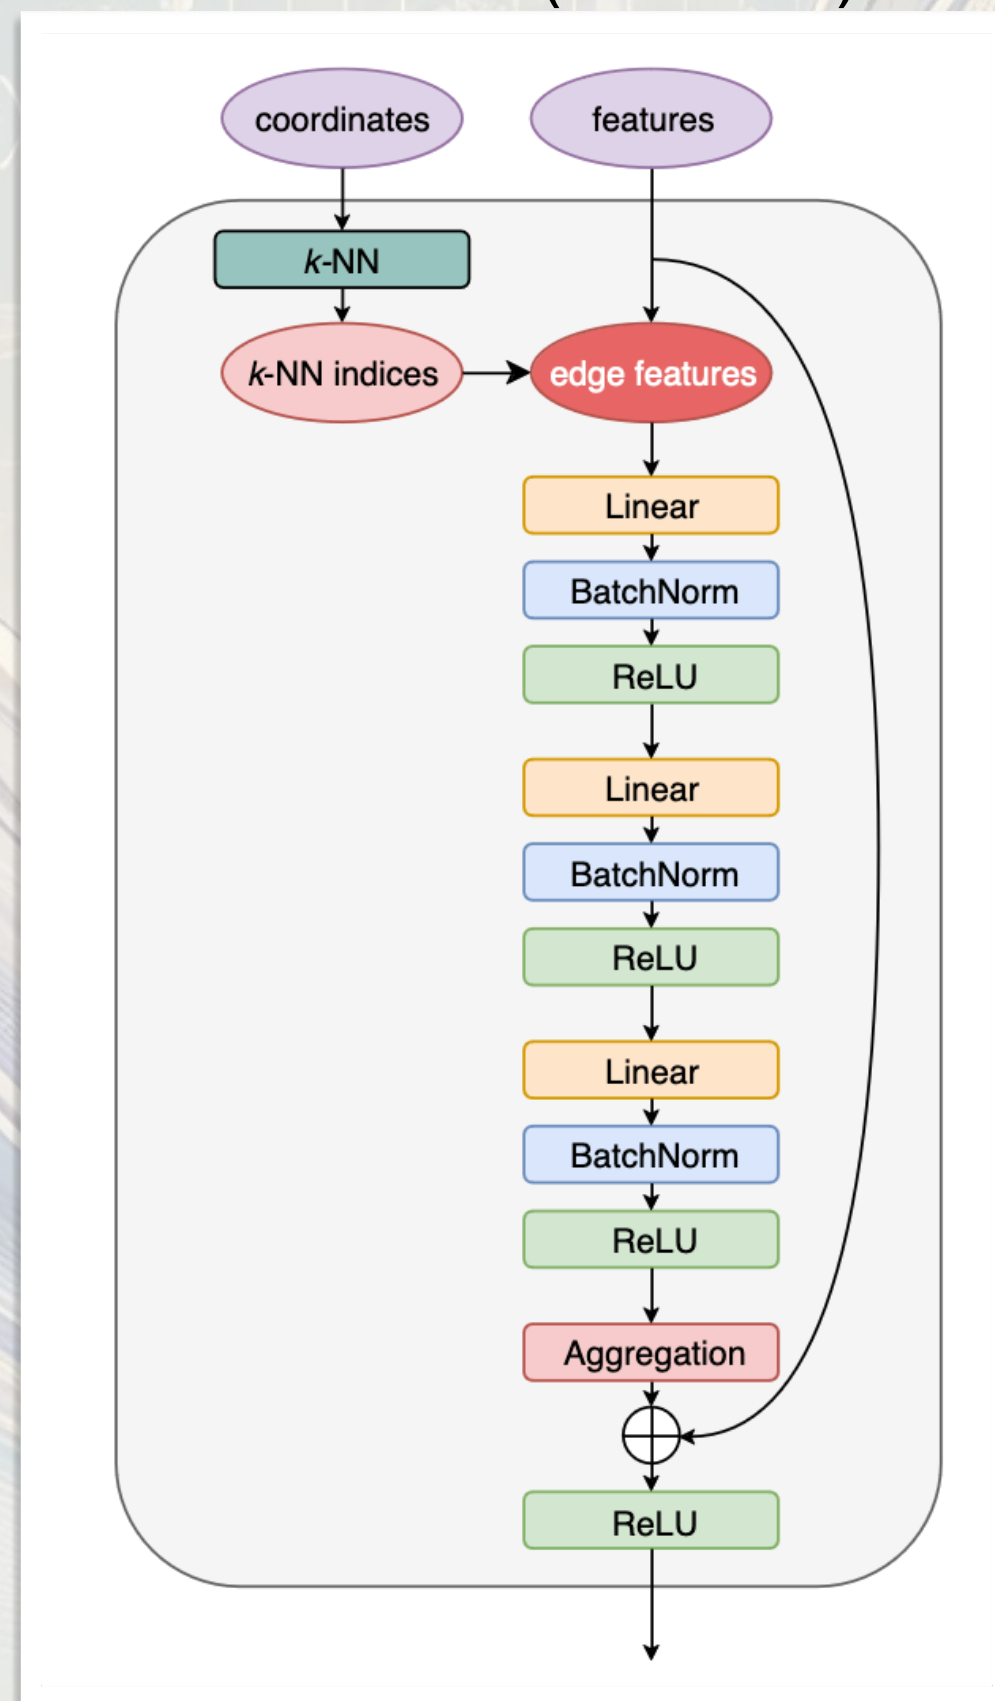 coordinates
features
k-NN
k-NN indices
edge features
Linear
BatchNorm
ReLU
Linear
BatchNorm
ReLU
Linear
BatchNorm
ReLU
Aggregation
ReLU